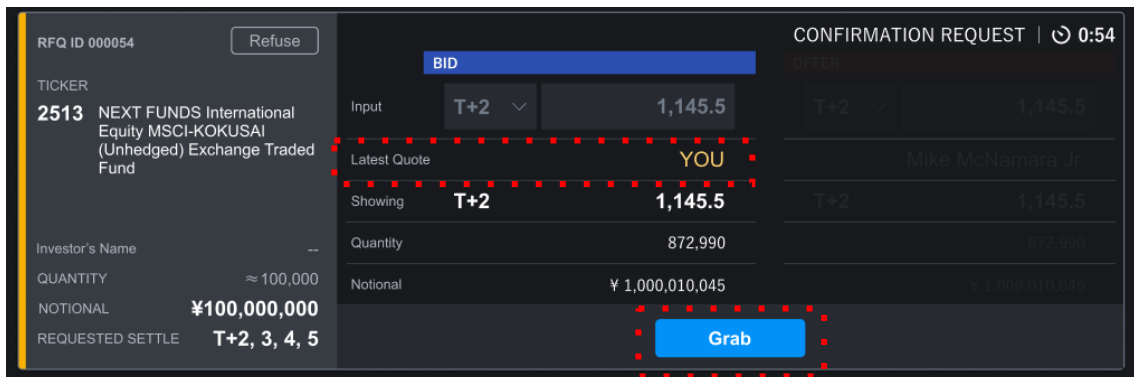 RFQ ID 000054
Refuse
TICKER
2513 NEXT FUNDS International
Equity MSCI-KOKUSAI
(Unhedged) Exchange Traded
Fund
Investor's Name --
QUANTITY ≈100,000
NOTIONAL ¥100,000,000
REQUESTED SETTLE T+2, 3, 4, 5
CONFIRMATION REQUEST | 0:54
BID OFFER
Input T+2 1,145.5 T+2 1,145.5
Latest Quote YOU Mike McNamara Jr.
Showing T+2 1,145.5 T+2 1,145.5
Quantity 872,990 872,990
Notional ¥ 1,000,010,045 ¥ 1,000,010,045
Grab